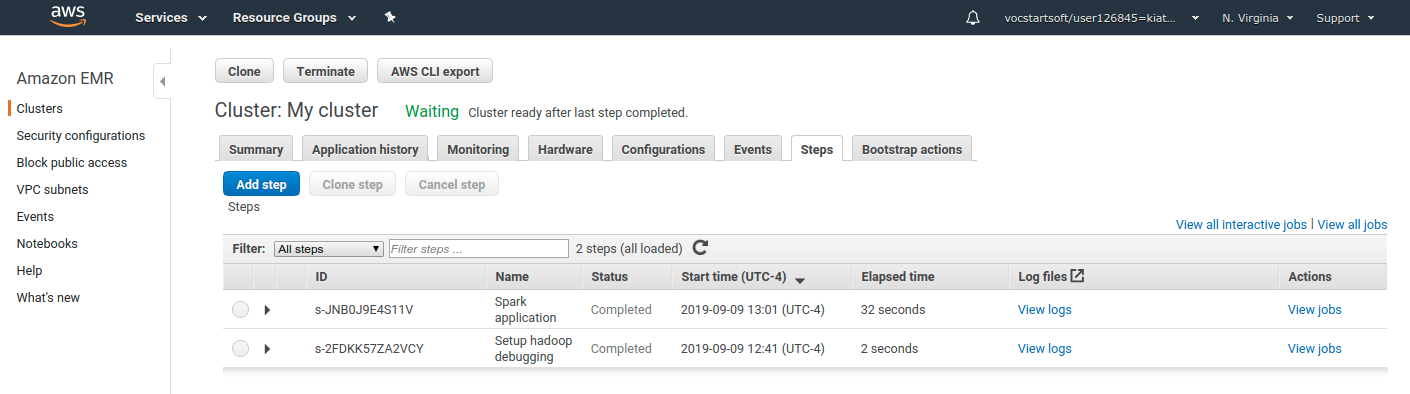 aws Services Resource Groups vocstartsoft/user126845=kiat... N. Virginia Support
Amazon EMR
Clusters
Security configurations
Block public access
VPC subnets
Events
Notebooks
Help
What's new
Clone Terminate AWS CLI export
Cluster: My cluster Waiting Cluster ready after last step completed.
Summary Application history Monitoring Hardware Configurations Events Steps Bootstrap actions
Add step Clone step Cancel step
Steps
View all interactive jobs | View all jobs
Filter: All steps Filter steps ... 2 steps (all loaded)
ID Name Status Start time (UTC-4) Elapsed time Log files Actions
s-JNB0J9E4S11V Spark application Completed 2019-09-09 13:01 (UTC-4) 32 seconds View logs View jobs
s-2FDKK57ZA2VCY Setup hadoop debugging Completed 2019-09-09 12:41 (UTC-4) 2 seconds View logs View jobs